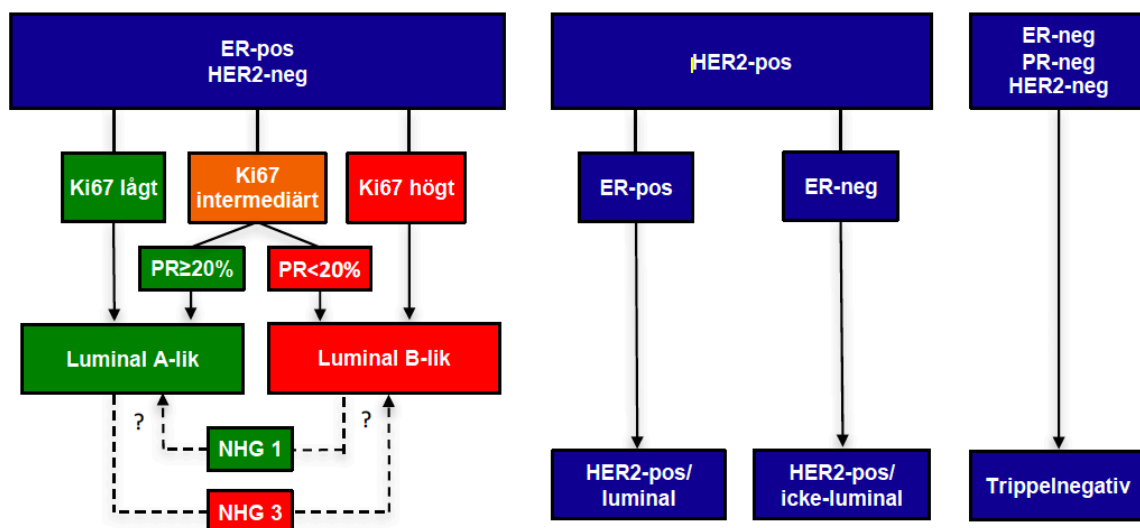 ER-pos
HER2-neg
Ki67 lågt
Ki67
intermediärt
Ki67 högt
PR≥20%
PR<20%
Luminal A-lik
Luminal B-lik
?
?
NHG 1
NHG 3
HER2-pos
ER-pos
ER-neg
HER2-pos/
luminal
HER2-pos/
icke-luminal
ER-neg
PR-neg
HER2-neg
Trippelnegativ